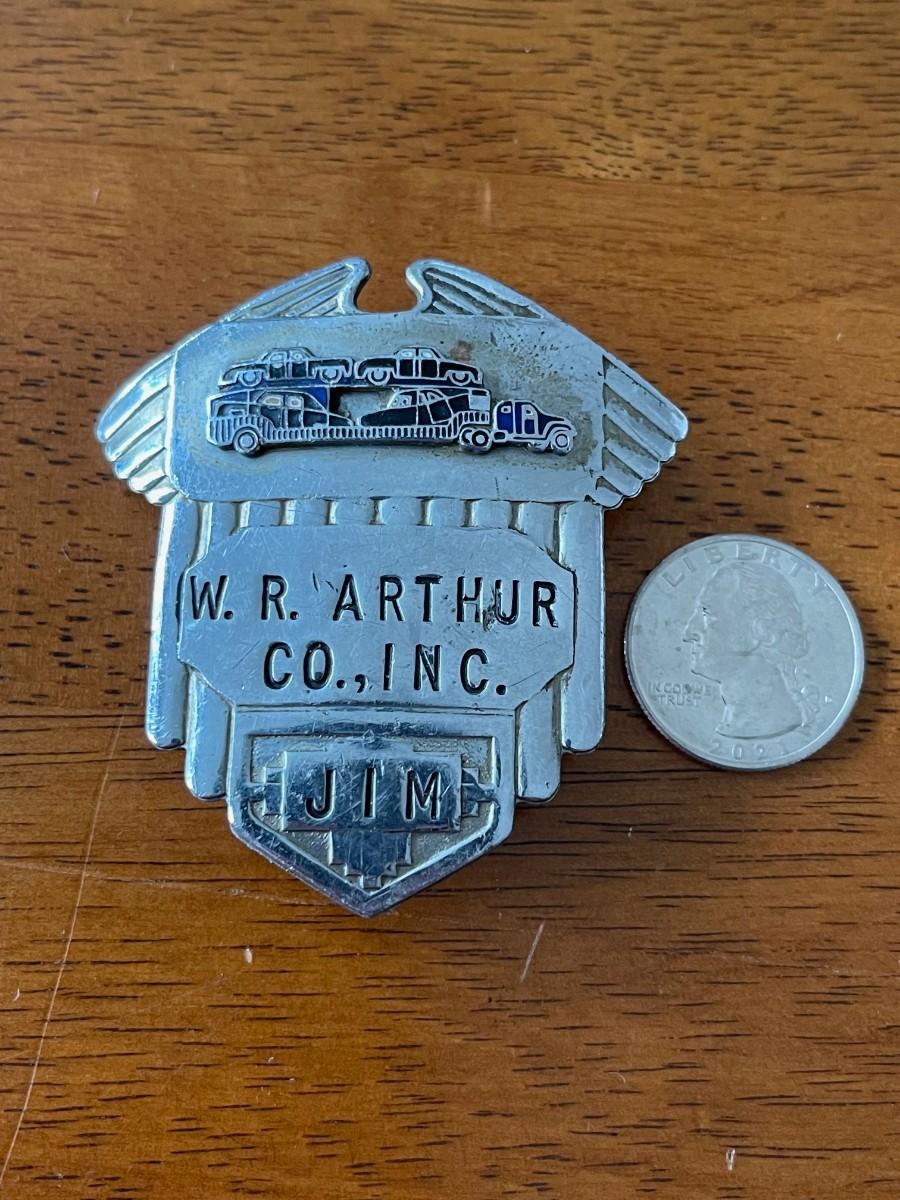 W. R. ARTHUR
CO., INC.
JIM
LIBERTY
IN GOD WE
TRUST
2021